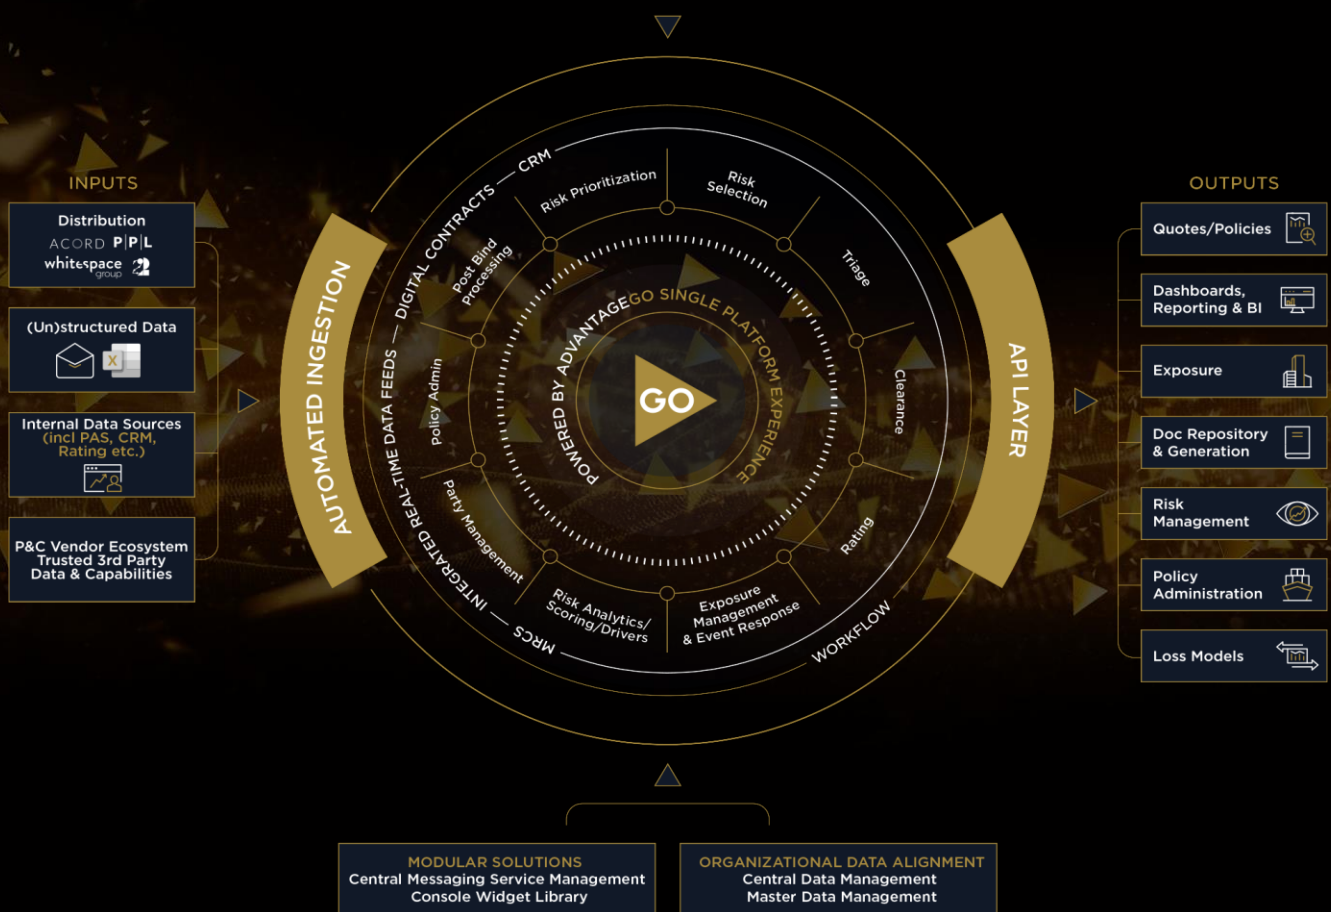 INPUTS
Distribution
ACORD PPL
whitespace
group
(Un)structured Data
X
Internal Data Sources
(incl PAS, CRM,
Rating etc.)
P&C Vendor Ecosystem
Trusted 3rd Party
Data & Capabilities
AUTOMATED INGESTION
MRCS — INTEGRATED REAL-TIME DATA FEEDS — DIGITAL CONTRACTS — CRM
WORKFLOW
Risk Prioritization
Risk
Selection
Triage
Clearance
Rating
Exposure
Management
& Event Response
Risk Analytics/
Scoring/Drivers
Party Management
Policy Admin
Post Bind
Processing
POWERED BY ADVANTAGEGO SINGLE PLATFORM EXPERIENCE
GO
API LAYER
OUTPUTS
Quotes/Policies
Dashboards,
Reporting & BI
Exposure
Doc Repository
& Generation
Risk
Management
Policy
Administration
Loss Models
MODULAR SOLUTIONS
Central Messaging Service Management
Console Widget Library
ORGANIZATIONAL DATA ALIGNMENT
Central Data Management
Master Data Management